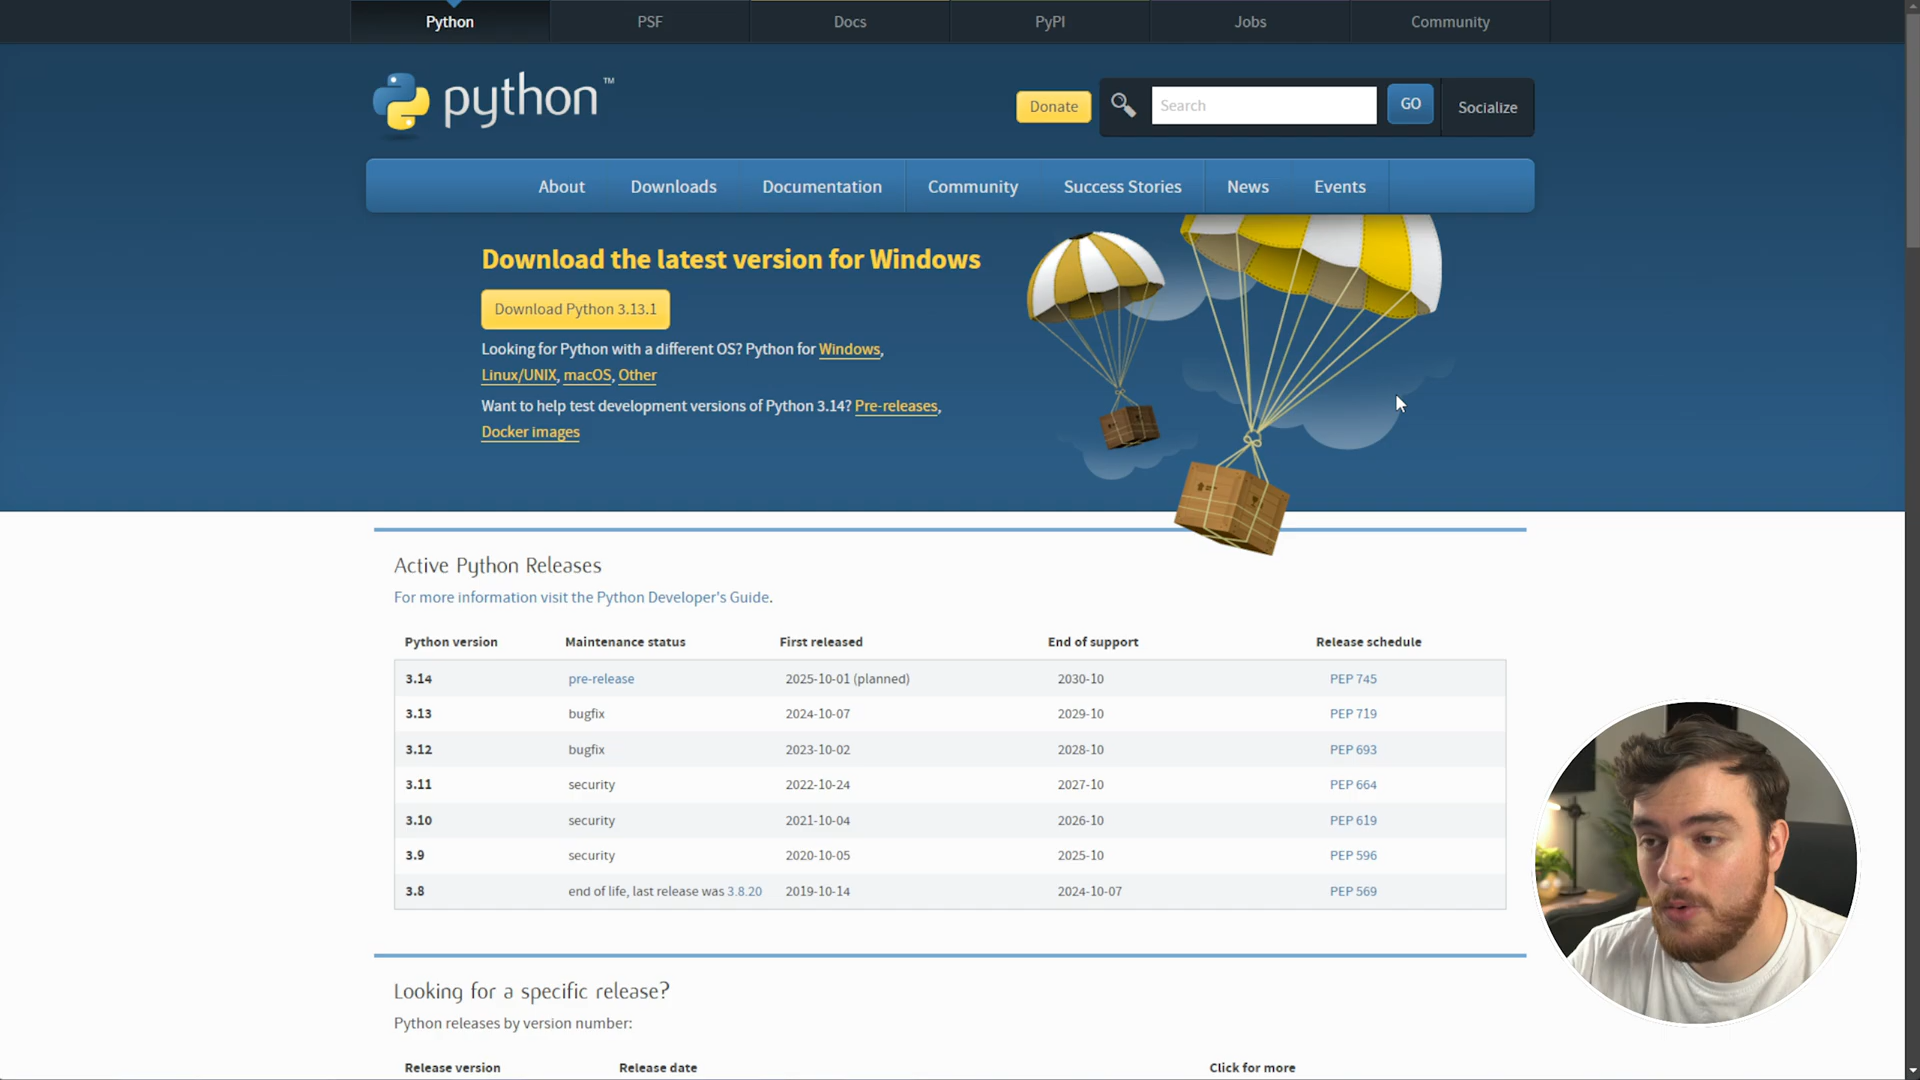 Python
PSF
Docs
PyPI
Jobs
Community
python™
Donate
Search
GO
Socialize
About
Downloads
Documentation
Community
Success Stories
News
Events
Download the latest version for Windows
Download Python 3.13.1
Looking for Python with a different OS? Python for Windows,
Linux/UNIX, macOS, Other
Want to help test development versions of Python 3.14? Pre-releases,
Docker images
Active Python Releases
For more information visit the Python Developer's Guide.
Python version Maintenance status First released End of support Release schedule
3.14 pre-release 2025-10-01 (planned) 2030-10 PEP 745
3.13 bugfix 2024-10-07 2029-10 PEP 719
3.12 bugfix 2023-10-02 2028-10 PEP 693
3.11 security 2022-10-24 2027-10 PEP 664
3.10 security 2021-10-04 2026-10 PEP 619
3.9 security 2020-10-05 2025-10 PEP 596
3.8 end of life, last release was 3.8.20 2019-10-14 2024-10-07 PEP 569
Looking for a specific release?
Python releases by version number:
Release version Release date Click for more